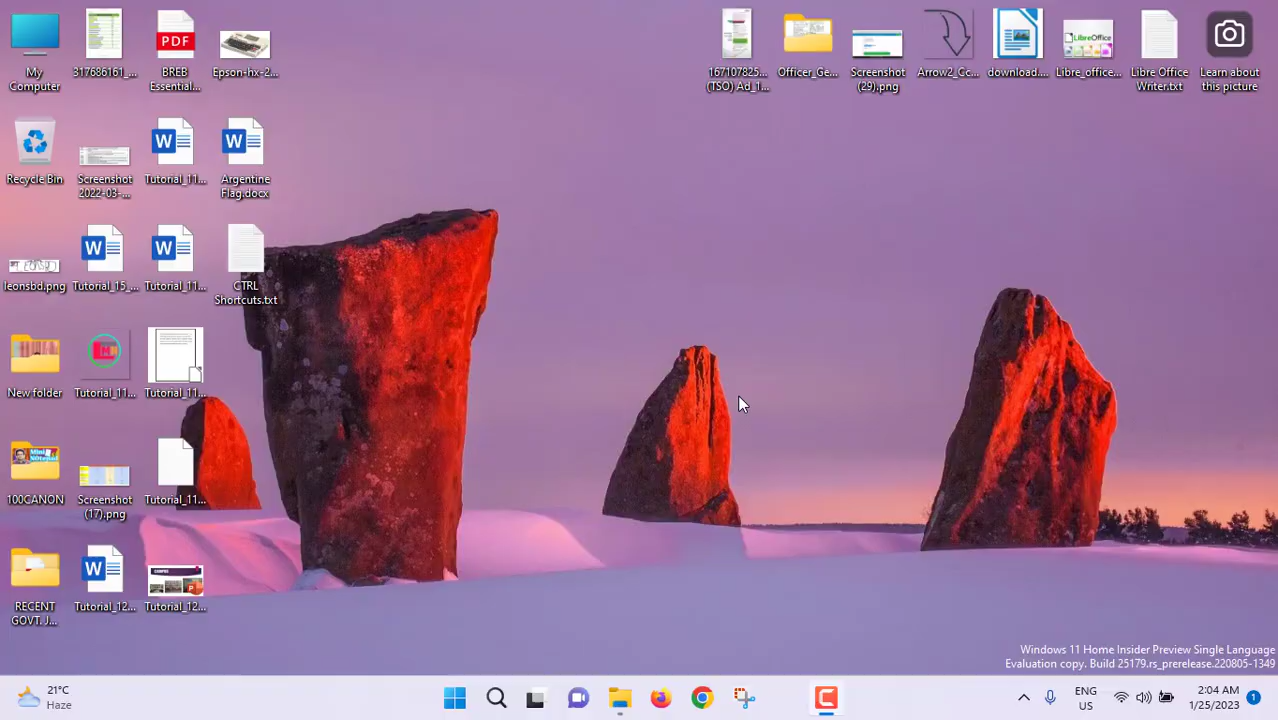 My
Computer
317686161_...
PDF
BREB
Essential...
Epson-hx-2...
167107825...
(TSO) Ad_1...
Officer_Ge...
Screenshot
(29).png
Arrow2_Cc...
download....
LibreOffice
Libre_office...
Libre Office
Writer.txt
Learn about
this picture
Recycle Bin
Screenshot
2022-03-...
W
Tutorial_11...
W
Argentine
Flag.docx
leonsbd.png
W
Tutorial_15_...
W
Tutorial_11...
CTRL
Shortcuts.txt
New folder
Tutorial_11...
Tutorial_11...
Mini
NOtepad
100CANON
Screenshot
(17).png
Tutorial_11...
RECENT
GOVT. J...
W
Tutorial_12...
CAMPUS
P
Tutorial_12...
Windows 11 Home Insider Preview Single Language
Evaluation copy. Build 25179.rs_prerelease.220805-1349
21°C
Haze
ENG
US
2:04 AM
1/25/2023
1